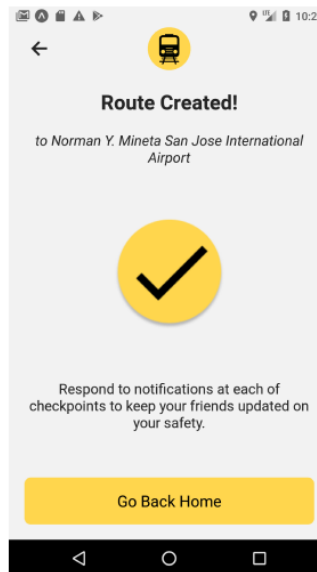 10:2
Route Created!
to Norman Y. Mineta San Jose International
Airport
Respond to notifications at each of
checkpoints to keep your friends updated on
your safety.
Go Back Home